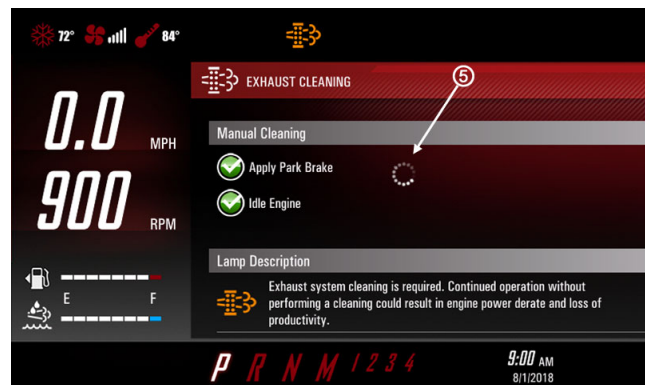 72° 84°
EXHAUST CLEANING
5
0.0 MPH
Manual Cleaning
Apply Park Brake
900 RPM
Idle Engine
Lamp Description
E F
Exhaust system cleaning is required. Continued operation without
performing a cleaning could result in engine power derate and loss of
productivity.
P R N M 1 2 3 4
9:00 AM
8/1/2018